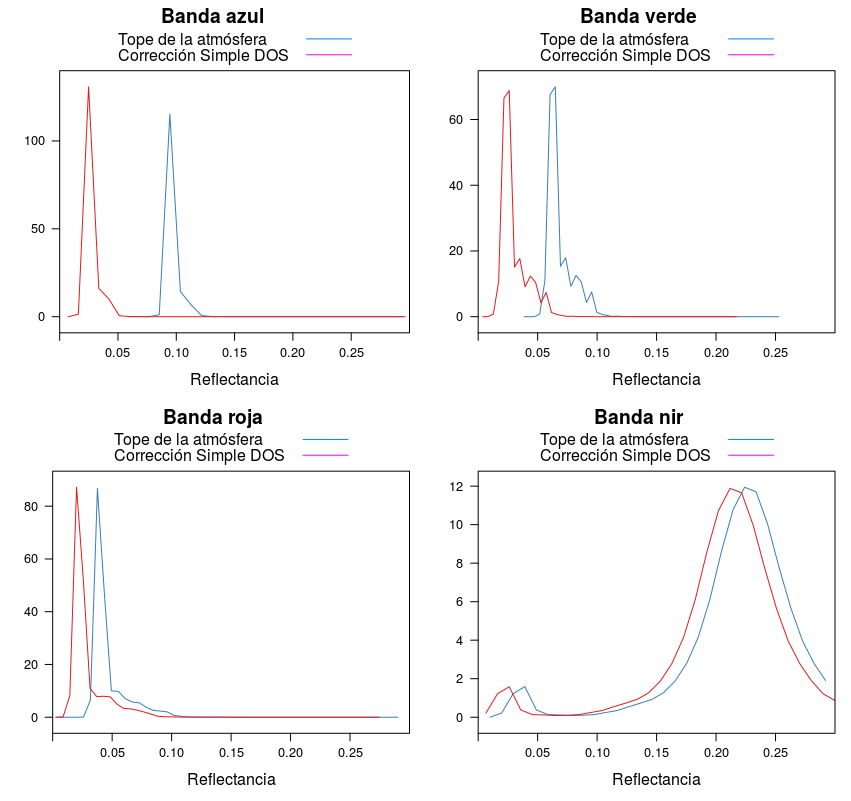 Banda azul
Tope de la atmósfera
Corrección Simple DOS
100
50
0
0.05 0.10 0.15 0.20 0.25
Reflectancia
Banda verde
Tope de la atmósfera
Corrección Simple DOS
60
40
20
0
0.05 0.10 0.15 0.20 0.25
Reflectancia
Banda roja
Tope de la atmósfera
Corrección Simple DOS
80
60
40
20
0
0.05 0.10 0.15 0.20 0.25
Reflectancia
Banda nir
Tope de la atmósfera
Corrección Simple DOS
12
10
8
6
4
2
0
0.05 0.10 0.15 0.20 0.25
Reflectancia